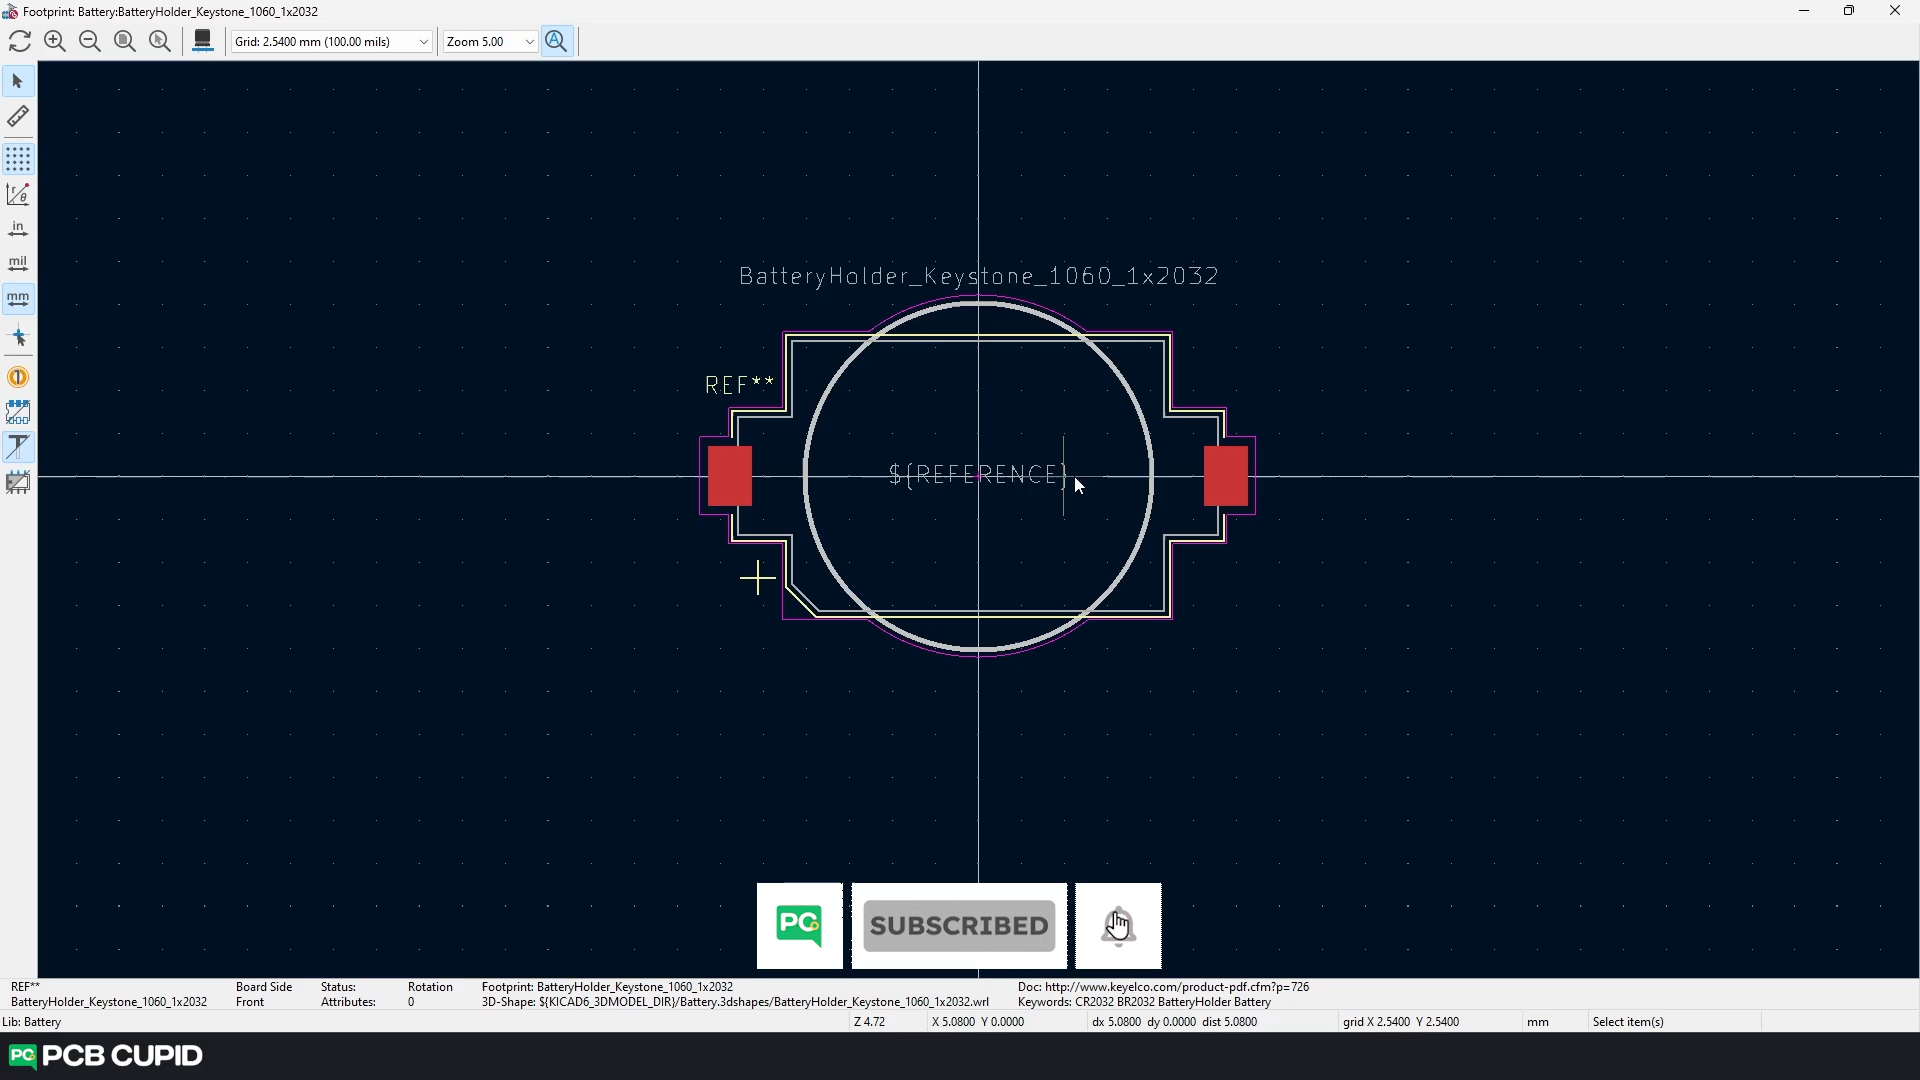 Footprint: Battery:BatteryHolder_Keystone_1060_1x2032
Grid: 2.5400 mm (100.00 mils)
Zoom 5.00
in
mil
mm
BatteryHolder_Keystone_1060_1x2032
REF**
${REFERENCE}
+
PC
SUBSCRIBED
REF**
BatteryHolder_Keystone_1060_1x2032
Board Side
Front
Status:
Attributes:
Rotation
0
Footprint: BatteryHolder_Keystone_1060_1x2032
3D-Shape: ${KICAD6_3DMODEL_DIR}/Battery.3dshapes/BatteryHolder_Keystone_1060_1x2032.wrl
Doc: http://www.keyelco.com/product-pdf.cfm?p=726
Keywords: CR2032 BR2032 BatteryHolder Battery
Lib: Battery
Z 4.72
X 5.0800 Y 0.0000
dx 5.0800 dy 0.0000 dist 5.0800
grid X 2.5400 Y 2.5400
mm
Select item(s)
PC PCB CUPID